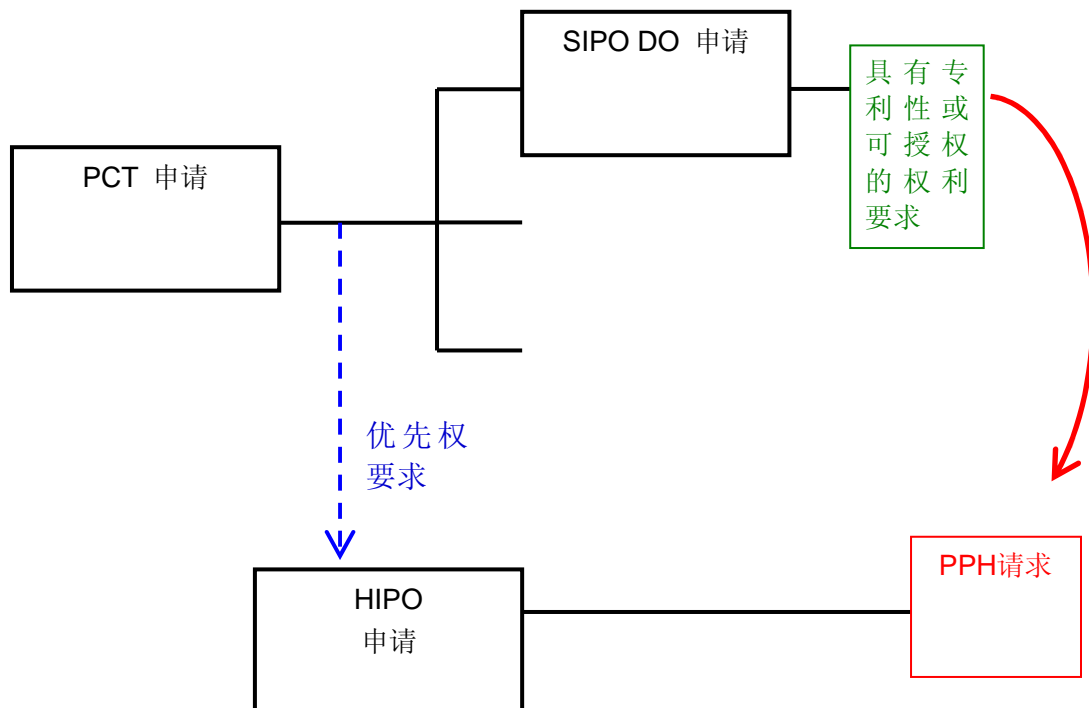 SIPO DO 申请
具有专
利性或
可授权
的权利
要求
PCT 申请
优先权
要求
HIPO
申请
PPH请求